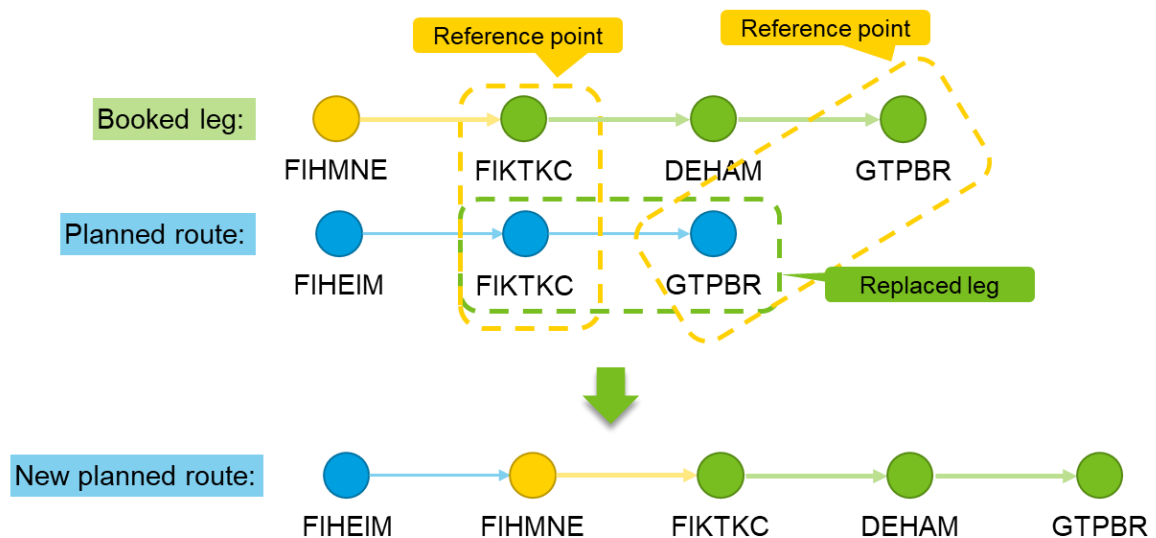 Reference point
Reference point
Booked leg:
FIHMNE
FIKTKC
DEHAM
GTPBR
Planned route:
FIHEIM
FIKTKC
GTPBR
Replaced leg
New planned route:
FIHEIM
FIHMNE
FIKTKC
DEHAM
GTPBR